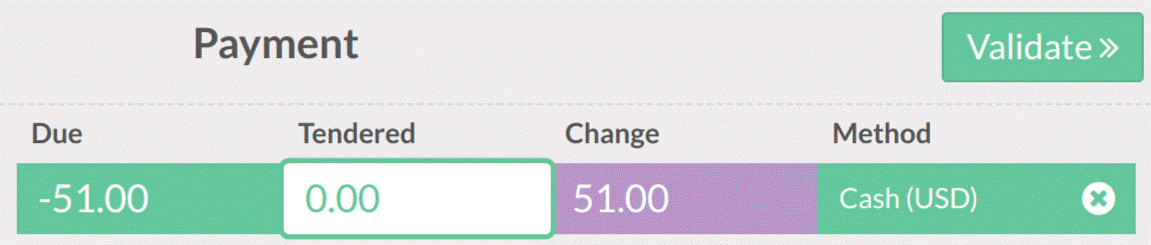 Payment
Validate »
Due Tendered Change Method
-51.00 0.00 51.00 Cash (USD)